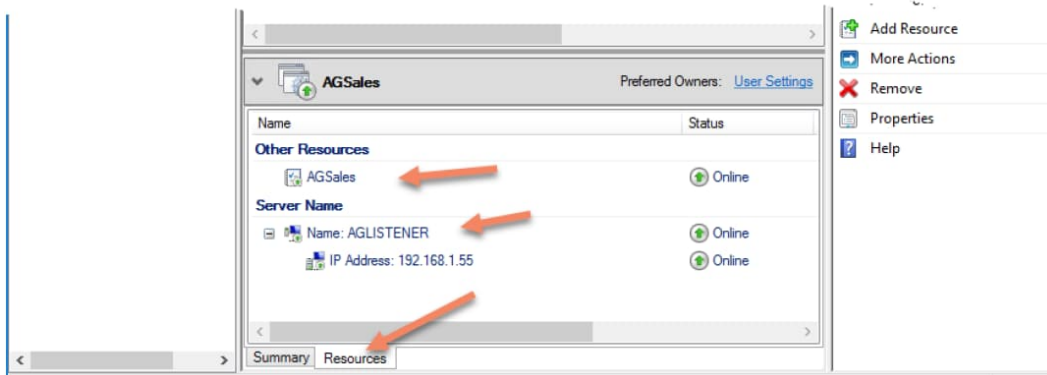 Add Resource
More Actions
Remove
Properties
Help
AGSales
Preferred Owners: User Settings
Name Status
Other Resources
AGSales Online
Server Name
Name: AGLISTENER Online
IP Address: 192.168.1.55 Online
Summary Resources